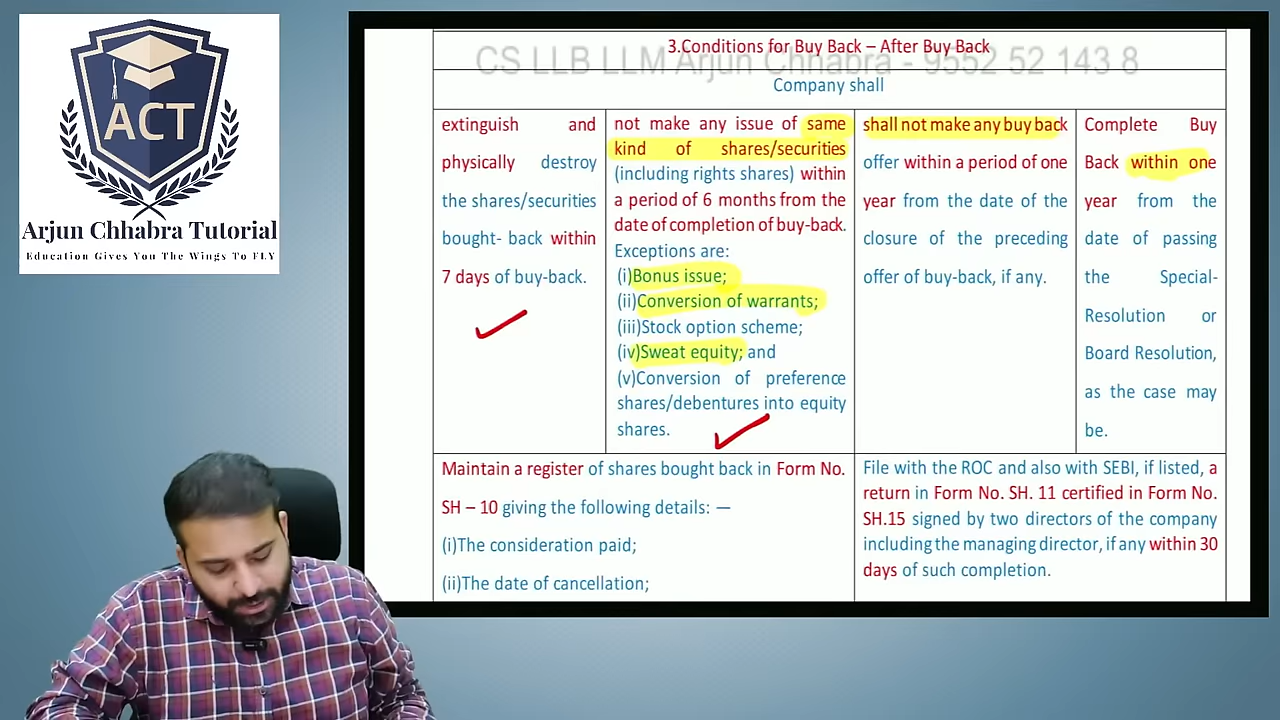 ACT
Arjun Chhabra Tutorial
Education Gives You The Wings To FLY
CS LLB LLM Arjun Chhabra - 9552 52 143 8
3.Conditions for Buy Back – After Buy Back
Company shall
extinguish and
physically destroy
the shares/securities
bought- back within
7 days of buy-back.
not make any issue of same
kind of shares/securities
(including rights shares) within
a period of 6 months from the
date of completion of buy-back.
Exceptions are:
(i)Bonus issue;
(ii)Conversion of warrants;
(iii)Stock option scheme;
(iv)Sweat equity; and
(v)Conversion of preference
shares/debentures into equity
shares.
shall not make any buy back
offer within a period of one
year from the date of the
closure of the preceding
offer of buy-back, if any.
Complete Buy
Back within one
year from the
date of passing
the Special-
Resolution or
Board Resolution,
as the case may
be.
Maintain a register of shares bought back in Form No.
SH – 10 giving the following details: —
(i)The consideration paid;
(ii)The date of cancellation;
File with the ROC and also with SEBI, if listed, a
return in Form No. SH. 11 certified in Form No.
SH.15 signed by two directors of the company
including the managing director, if any within 30
days of such completion.